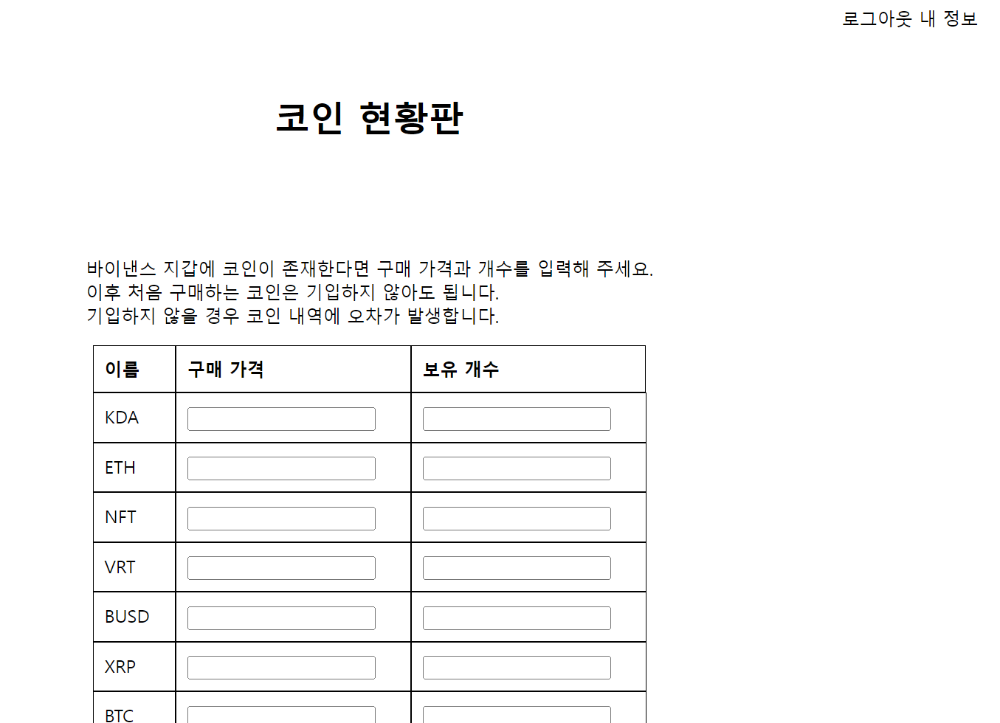 로그아웃 내 정보
코인 현황판
바이낸스 지갑에 코인이 존재한다면 구매 가격과 개수를 입력해 주세요.
이후 처음 구매하는 코인은 기입하지 않아도 됩니다.
기입하지 않을 경우 코인 내역에 오차가 발생합니다.
이름 구매 가격 보유 개수
KDA
ETH
NFT
VRT
BUSD
XRP
BTC